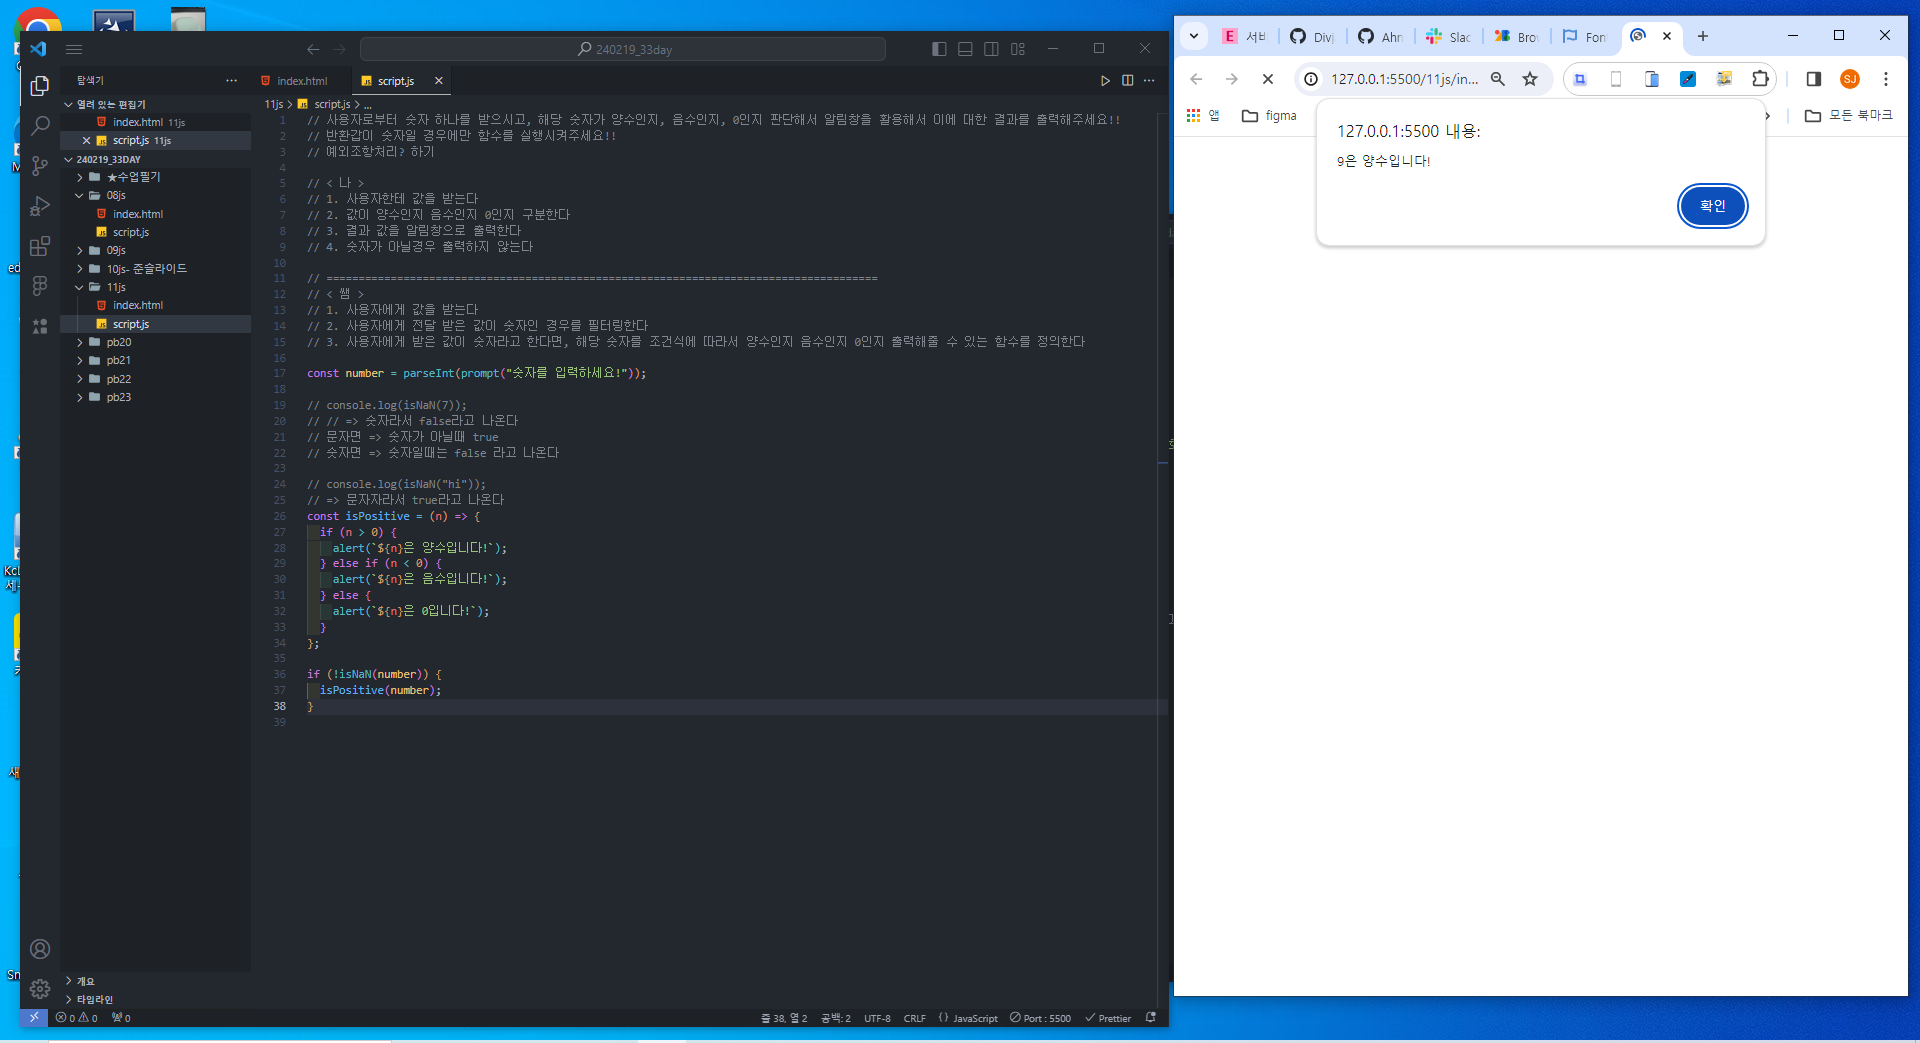 240219_33day
탐색기
열려 있는 편집기
index.html 11js
script.js 11js
240219_33DAY
★수업필기
08js
index.html
script.js
09js
10js- 준슬라이드
11js
index.html
script.js
pb20
pb21
pb22
pb23
개요
타임라인
index.html
script.js
11js > script.js > ...
1 // 사용자로부터 숫자 하나를 받으시고, 해당 숫자가 양수인지, 음수인지, 0인지 판단해서 알림창을 활용해서 이에 대한 결과를 출력해주세요!!
2 // 반환값이 숫자일 경우에만 함수를 실행시켜주세요!!
3 // 예외조항처리? 하기
4
5 // < 나 >
6 // 1. 사용자한테 값을 받는다
7 // 2. 값이 양수인지 음수인지 0인지 구분한다
8 // 3. 결과 값을 알림창으로 출력한다
9 // 4. 숫자가 아닐경우 출력하지 않는다
10
11 // ======================================================================================
12 // < 쌤 >
13 // 1. 사용자에게 값을 받는다
14 // 2. 사용자에게 전달 받은 값이 숫자인 경우를 필터링한다
15 // 3. 사용자에게 받은 값이 숫자라고 한다면, 해당 숫자를 조건식에 따라서 양수인지 음수인지 0인지 출력해줄 수 있는 함수를 정의한다
16
17 const number = parseInt(prompt("숫자를 입력하세요!"));
18
19 // console.log(isNaN(7));
20 // // => 숫자라서 false라고 나온다
21 // 문자면 => 숫자가 아닐때 true
22 // 숫자면 => 숫자일때는 false 라고 나온다
23
24 // console.log(isNaN("hi"));
25 // => 문자자라서 true라고 나온다
26 const isPositive = (n) => {
27 if (n > 0) {
28 alert(`${n}은 양수입니다!`);
29 } else if (n < 0) {
30 alert(`${n}은 음수입니다!`);
31 } else {
32 alert(`${n}은 0입니다!`);
33 }
34 };
35
36 if (!isNaN(number)) {
37 isPositive(number);
38 }
39
0 0 0
줄 38, 열 2 공백: 2 UTF-8 CRLF {} JavaScript Port : 5500 Prettier
서비 Divj Ahn Slac Brow Fon
127.0.0.1:5500/11js/in...
SJ
앱 figma 모든 북마크
127.0.0.1:5500 내용:
9은 양수입니다!
확인